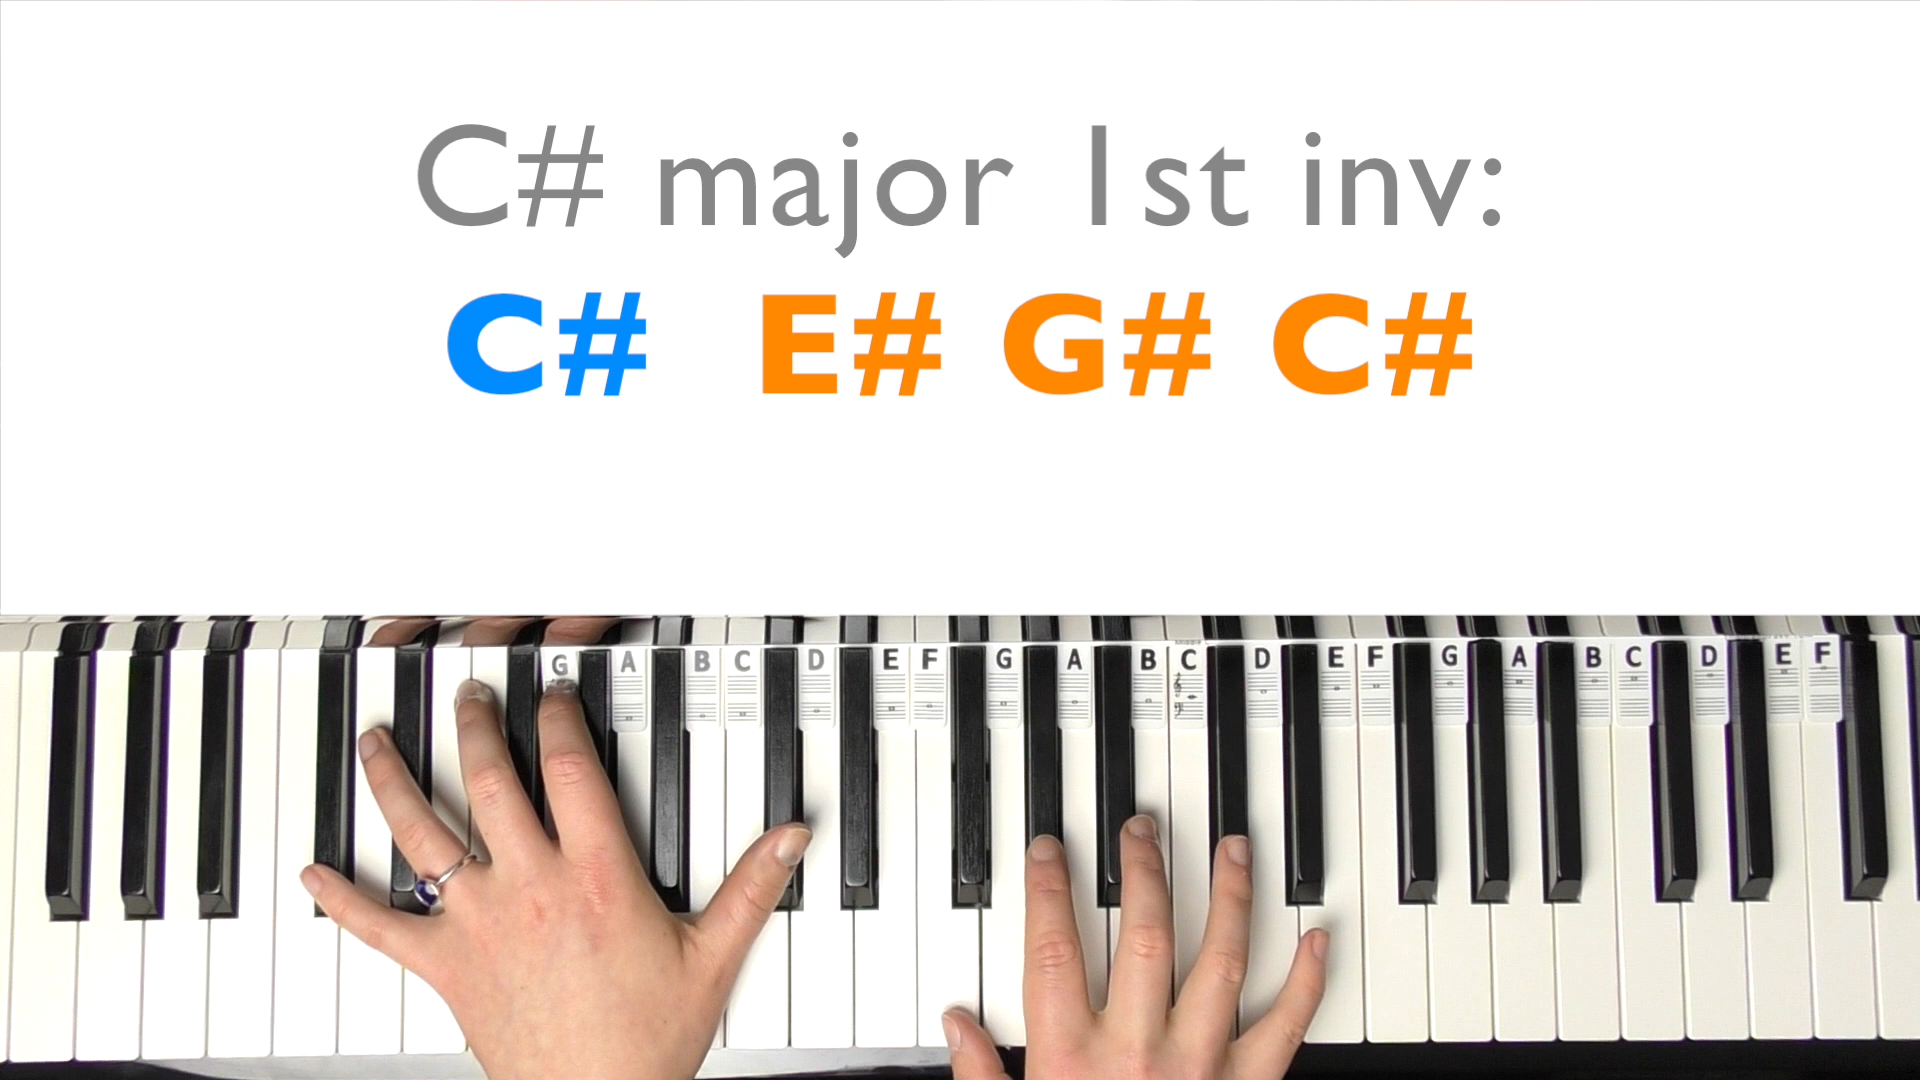 C# major 1st inv:
C# E# G# C#
G A B C D E F G A B C D E F G A B C D E F